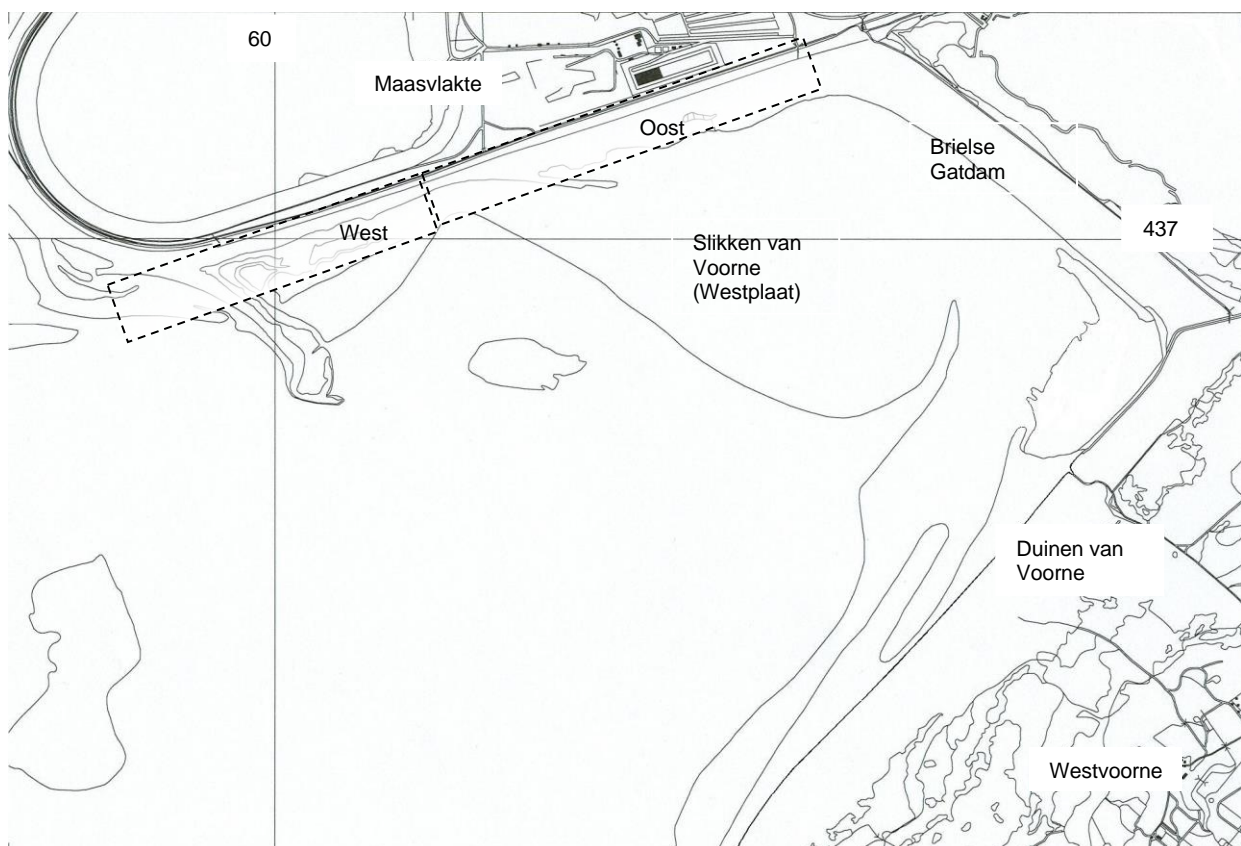 60
Maasvlakte
Oost
Brielse
Gatdam
437
West
Slikken van
Voorne
(Westplaat)
Duinen van
Voorne
Westvoorne